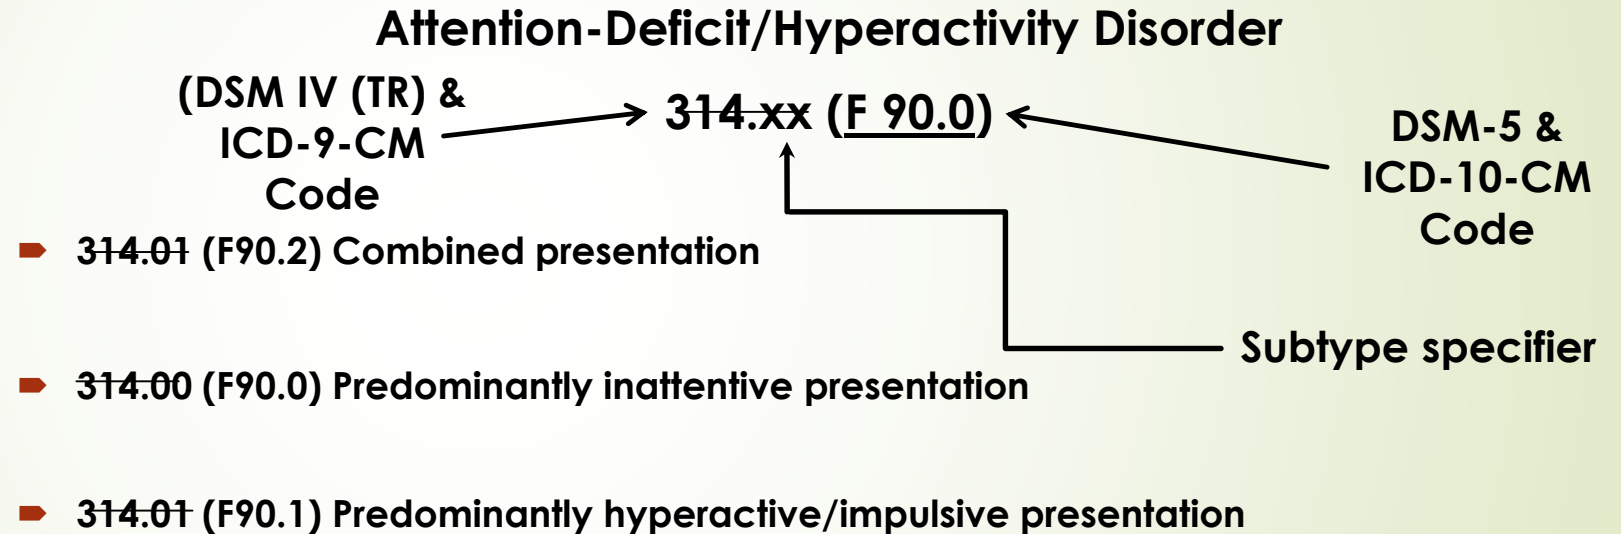 Attention-Deficit/Hyperactivity Disorder
(DSM IV (TR) &
ICD-9-CM
Code
314.xx (F 90.0)
DSM-5 &
ICD-10-CM
Code
314.01 (F90.2) Combined presentation
Subtype specifier
314.00 (F90.0) Predominantly inattentive presentation
314.01 (F90.1) Predominantly hyperactive/impulsive presentation